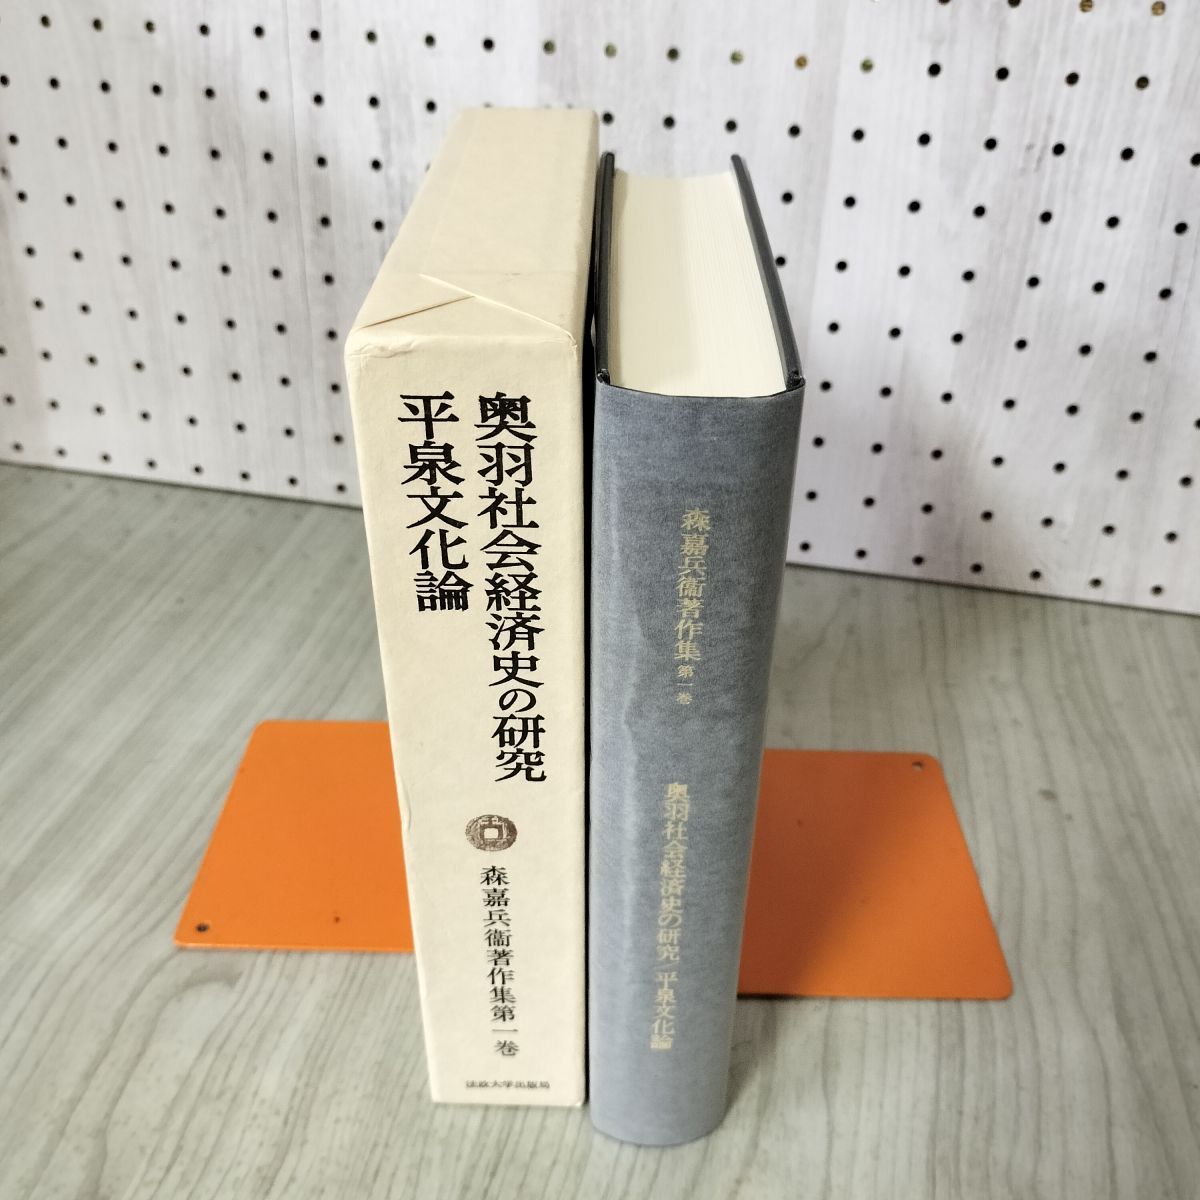 奥羽社会経済史の研究
平泉文化論
森嘉兵衞著作集第一巻
法政大学出版局
森嘉兵衞著作集 第一巻
奥羽社会経済史の研究 平泉文化論